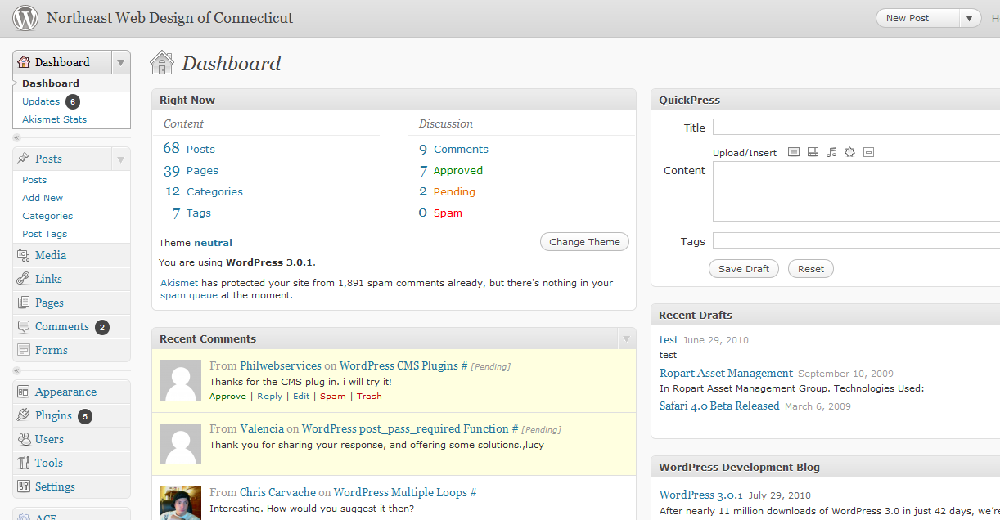 Northeast Web Design of Connecticut
New Post
Dashboard
Dashboard
Updates 6
Akismet Stats
Posts
Posts
Add New
Categories
Post Tags
Media
Links
Pages
Comments 2
Forms
Appearance
Plugins 5
Users
Tools
Settings
Dashboard
Right Now
Content
68 Posts
39 Pages
12 Categories
7 Tags
Discussion
9 Comments
7 Approved
2 Pending
0 Spam
Theme neutral
Change Theme
You are using WordPress 3.0.1.
Akismet has protected your site from 1,891 spam comments already, but there's nothing in your
spam queue at the moment.
Recent Comments
From Philwebservices on WordPress CMS Plugins # [Pending]
Thanks for the CMS plug in. i will try it!
Approve | Reply | Edit | Spam | Trash
From Valencia on WordPress post_pass_required Function # [Pending]
Thank you for sharing your response, and offering some solutions.,lucy
From Chris Carvache on WordPress Multiple Loops #
Interesting. How would you suggest it then?
QuickPress
Title
Upload/Insert
Content
Tags
Save Draft
Reset
Recent Drafts
test June 29, 2010
test
Ropart Asset Management September 10, 2009
In Ropart Asset Management Group. Technologies Used:
Safari 4.0 Beta Released March 6, 2009
WordPress Development Blog
WordPress 3.0.1 July 29, 2010
After nearly 11 million downloads of WordPress 3.0 in just 42 days, we're